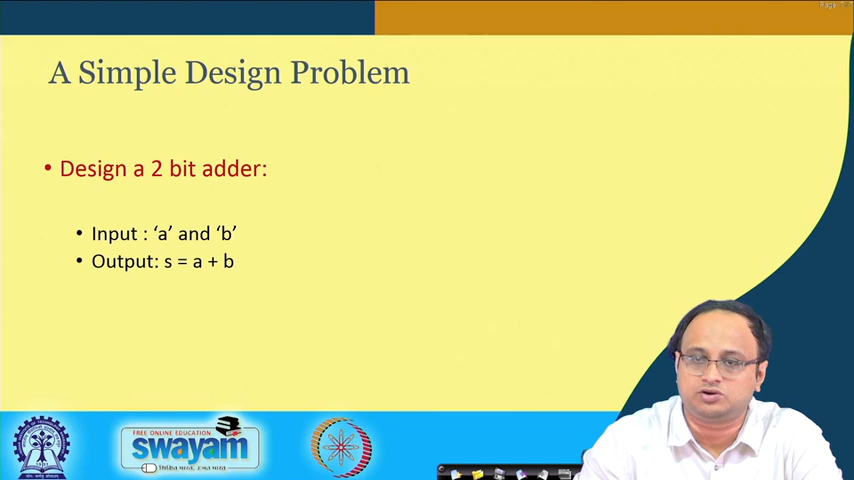 A Simple Design Problem
• Design a 2 bit adder:
• Input : ‘a’ and ‘b’
• Output: s = a + b
FREE ONLINE EDUCATION
swayam